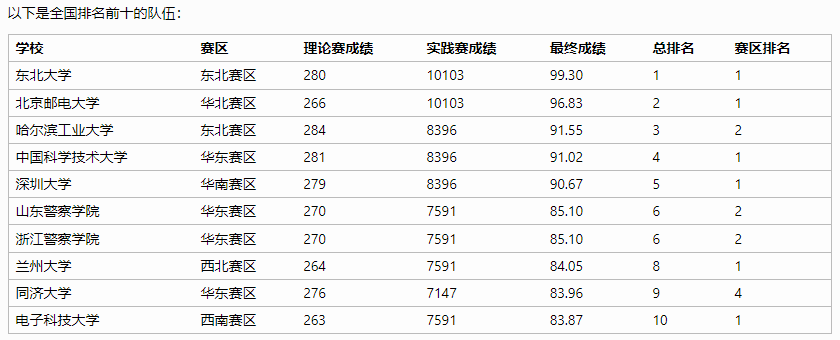 以下是全国排名前十的队伍：
学校 赛区 理论赛成绩 实践赛成绩 最终成绩 总排名 赛区排名
东北大学 东北赛区 280 10103 99.30 1 1
北京邮电大学 华北赛区 266 10103 96.83 2 1
哈尔滨工业大学 东北赛区 284 8396 91.55 3 2
中国科学技术大学 华东赛区 281 8396 91.02 4 1
深圳大学 华南赛区 279 8396 90.67 5 1
山东警察学院 华东赛区 270 7591 85.10 6 2
浙江警察学院 华东赛区 270 7591 85.10 6 2
兰州大学 西北赛区 264 7591 84.05 8 1
同济大学 华东赛区 276 7147 83.96 9 4
电子科技大学 西南赛区 263 7591 83.87 10 1